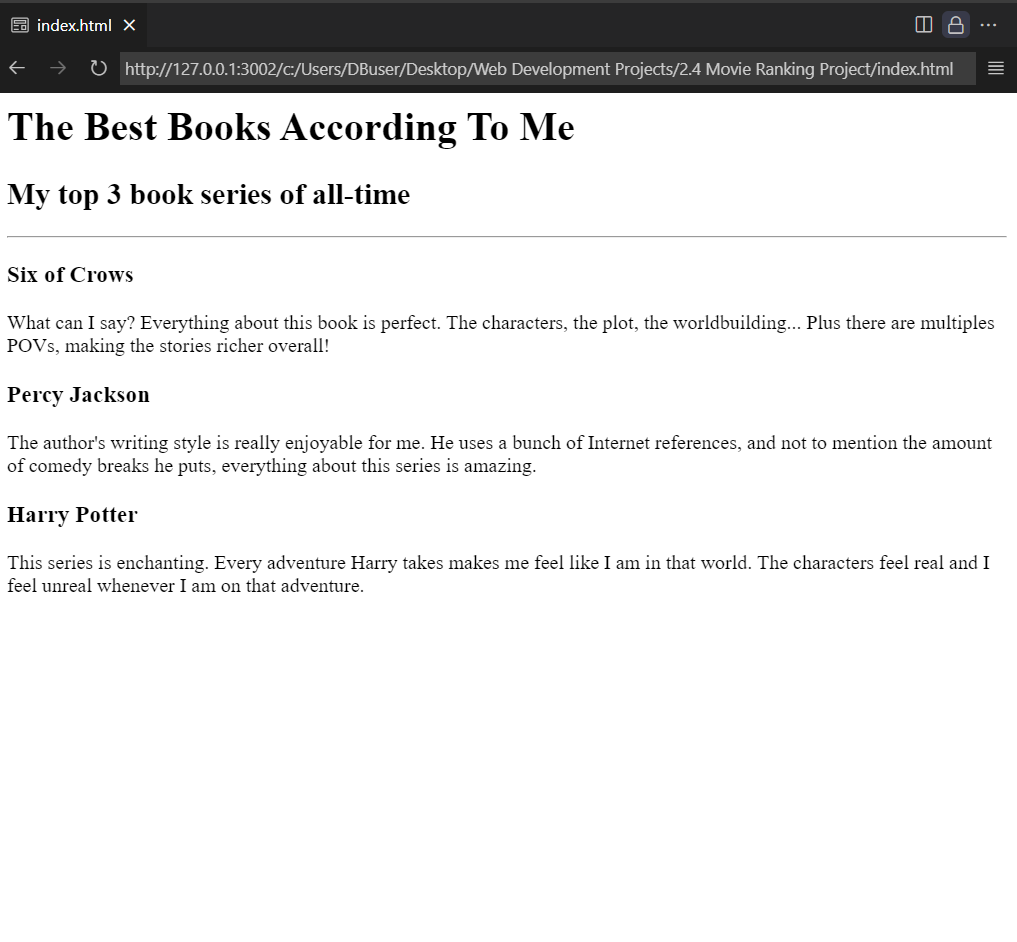 index.html
http://127.0.0.1:3002/c:/Users/DBuser/Desktop/Web Development Projects/2.4 Movie Ranking Project/index.html
The Best Books According To Me
My top 3 book series of all-time
Six of Crows
What can I say? Everything about this book is perfect. The characters, the plot, the worldbuilding... Plus there are multiples
POVs, making the stories richer overall!
Percy Jackson
The author's writing style is really enjoyable for me. He uses a bunch of Internet references, and not to mention the amount
of comedy breaks he puts, everything about this series is amazing.
Harry Potter
This series is enchanting. Every adventure Harry takes makes me feel like I am in that world. The characters feel real and I
feel unreal whenever I am on that adventure.